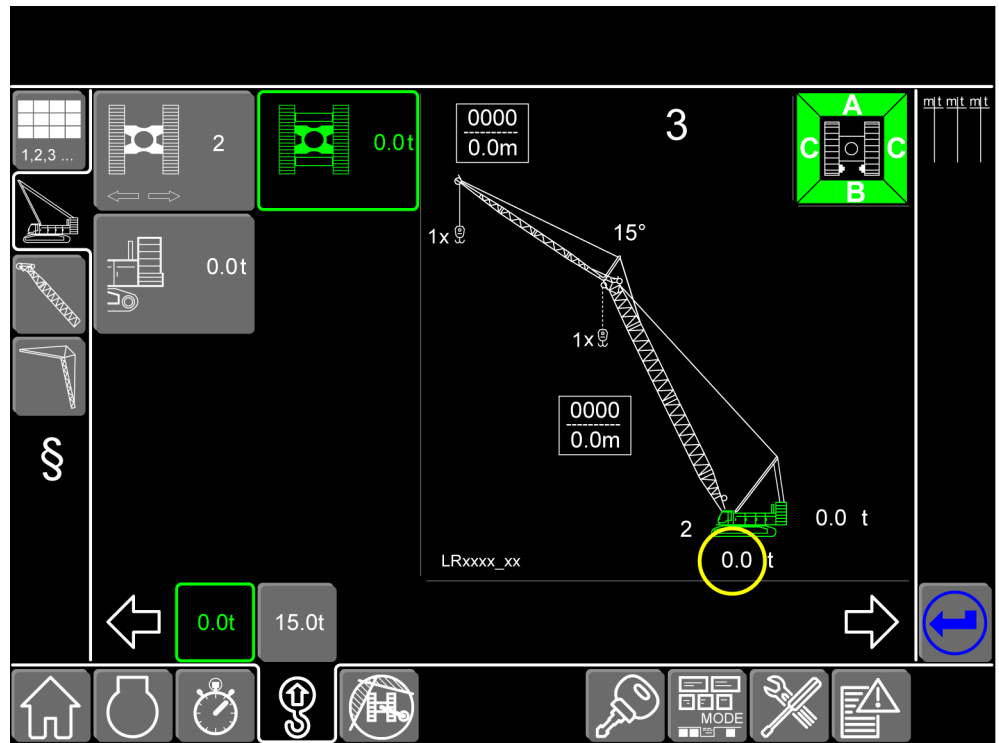 1,2,3 ...
2
0.0t
0.0t
§
0000
0.0m
3
A
C
C
B
m|t m|t m|t
1x
15°
1x
0000
0.0m
2
0.0 t
LRxxxx_xx
0.0 t
0.0t
15.0t
MODE